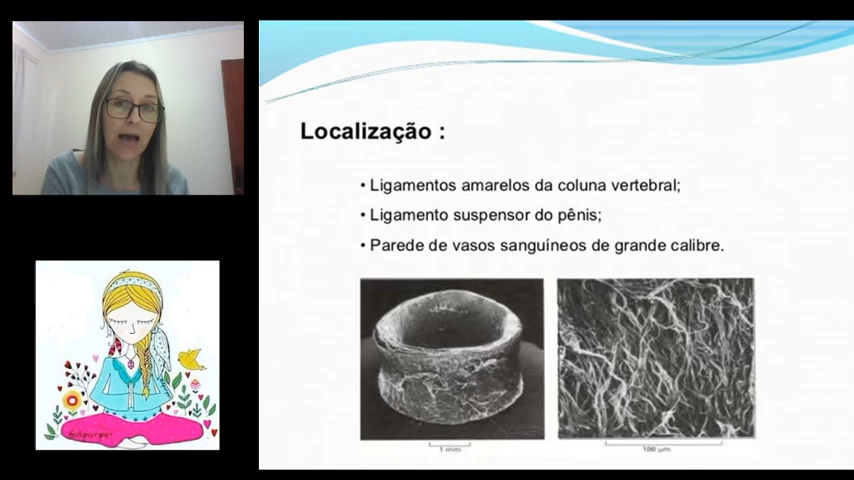 Localização :
• Ligamentos amarelos da coluna vertebral;
• Ligamento suspensor do pênis;
• Parede de vasos sanguíneos de grande calibre.
1 mm
100 µm